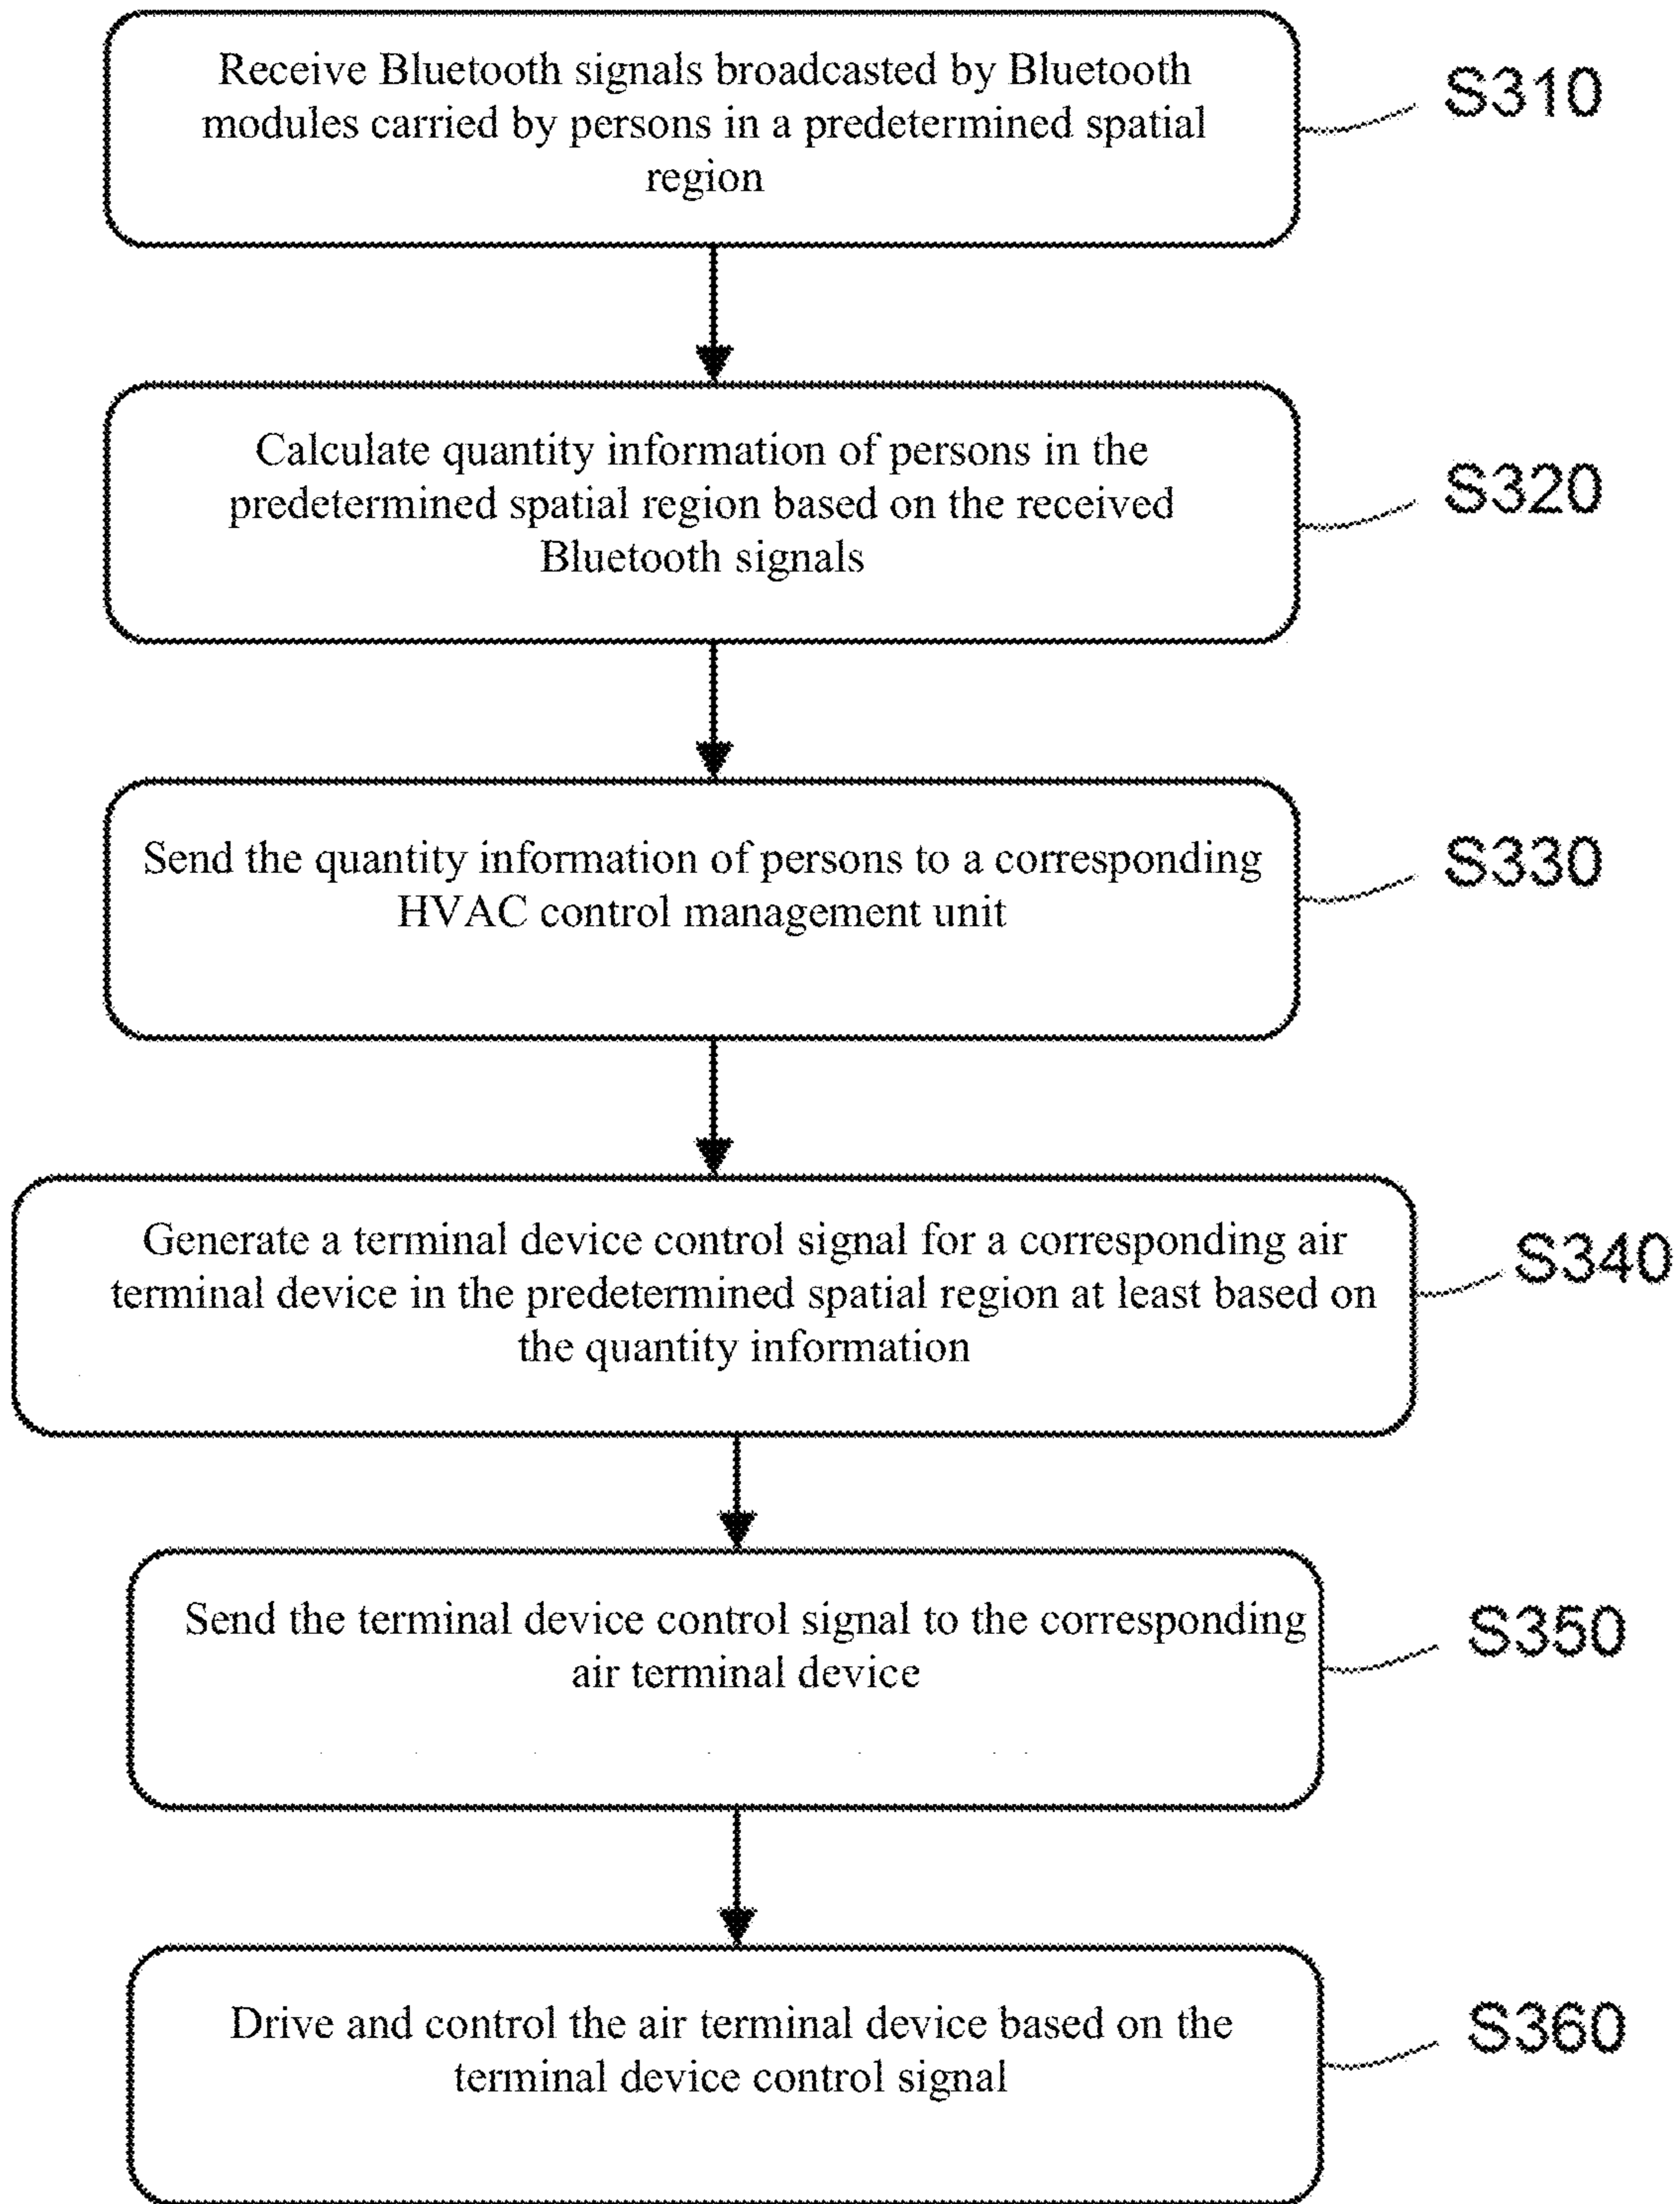 Receive Bluetooth signals broadcasted by Bluetooth
modules carried by persons in a predetermined spatial
region
S310
Calculate quantity information of persons in the
predetermined spatial region based on the received
Bluetooth signals
S320
Send the quantity information of persons to a corresponding
HVAC control management unit
S330
Generate a terminal device control signal for a corresponding air
terminal device in the predetermined spatial region at least based on
the quantity information
S340
Send the terminal device control signal to the corresponding
air terminal device
S350
Drive and control the air terminal device based on the
terminal device control signal
S360